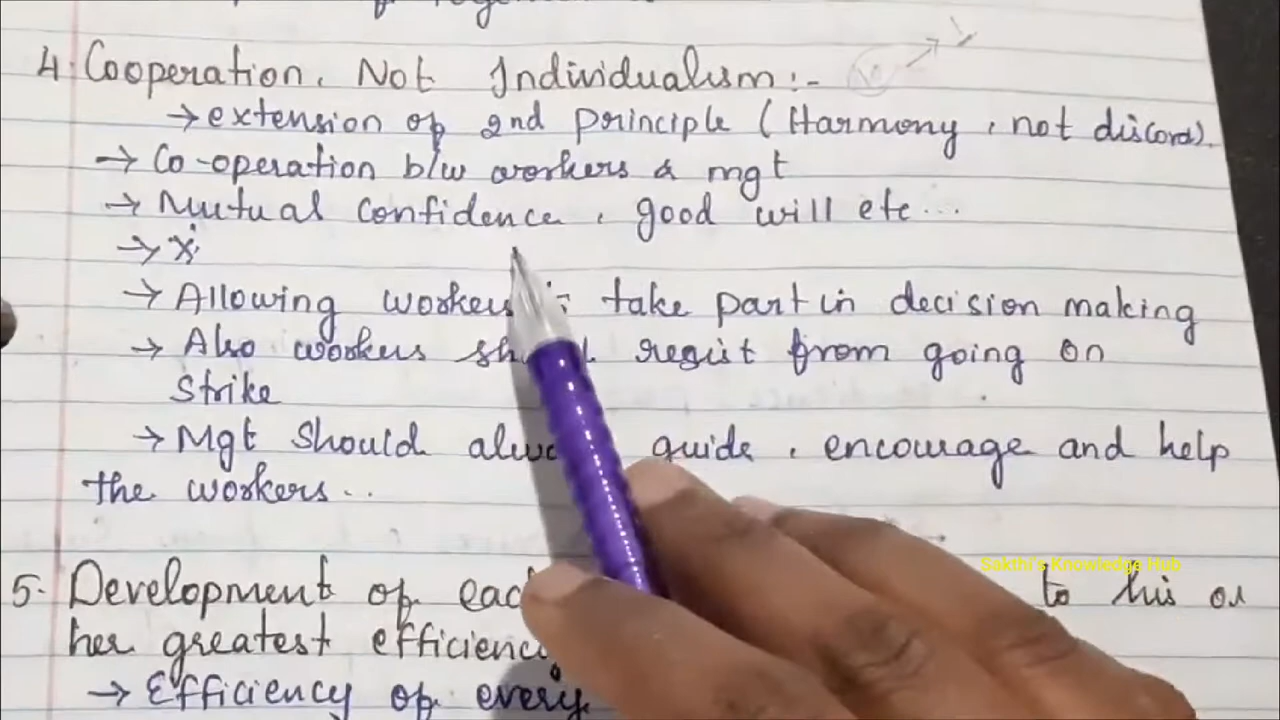 4. Cooperation, Not Individualism :-
→ extension of 2nd principle (Harmony, not discord).
→ Co-operation b/w workers & mgt
→ Mutual confidence, good will etc...
→
→ Allowing workers take part in decision making
→ Also workers regist from going on
Strike
→ Mgt should guide, encourage and help
the workers...
Sakthi's Knowledge Hub
5. Development of to his or
her greatest efficiency
→ Efficiency of every